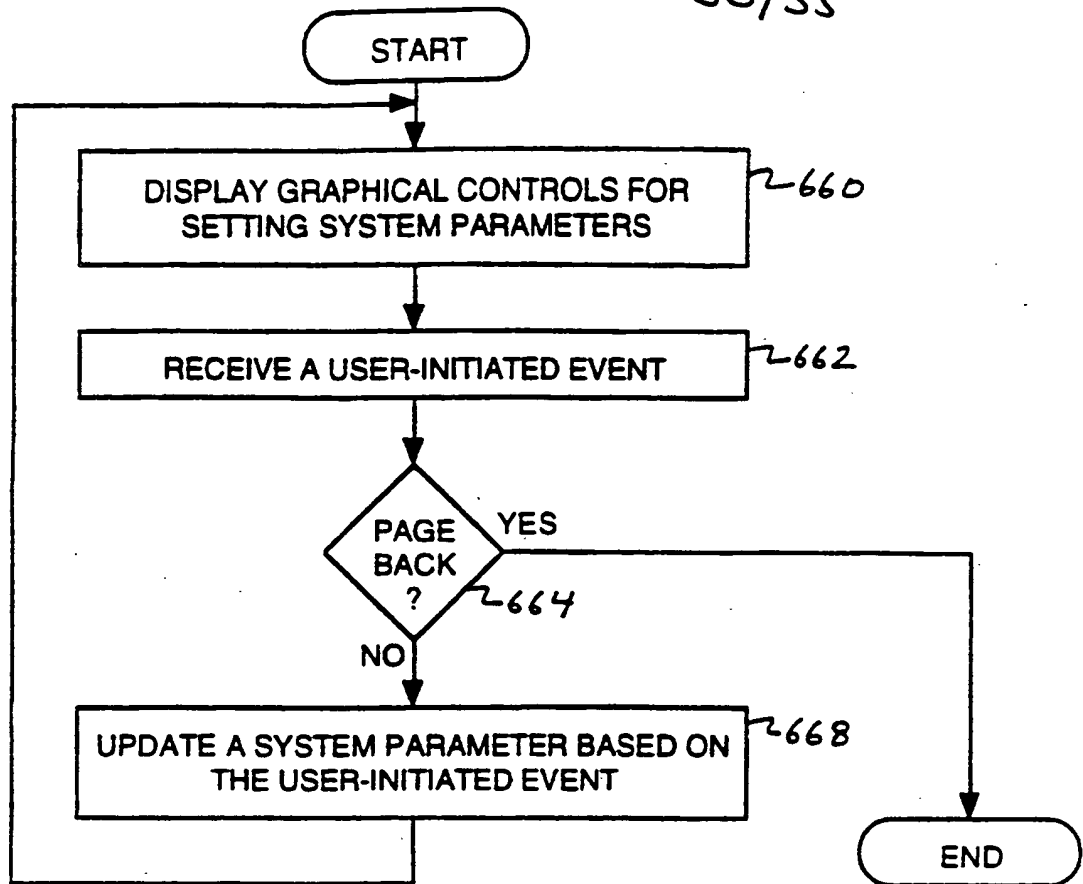 START
DISPLAY GRAPHICAL CONTROLS FOR
SETTING SYSTEM PARAMETERS
660
RECEIVE A USER-INITIATED EVENT
662
PAGE
BACK
?
YES
664
NO
UPDATE A SYSTEM PARAMETER BASED ON
THE USER-INITIATED EVENT
668
END